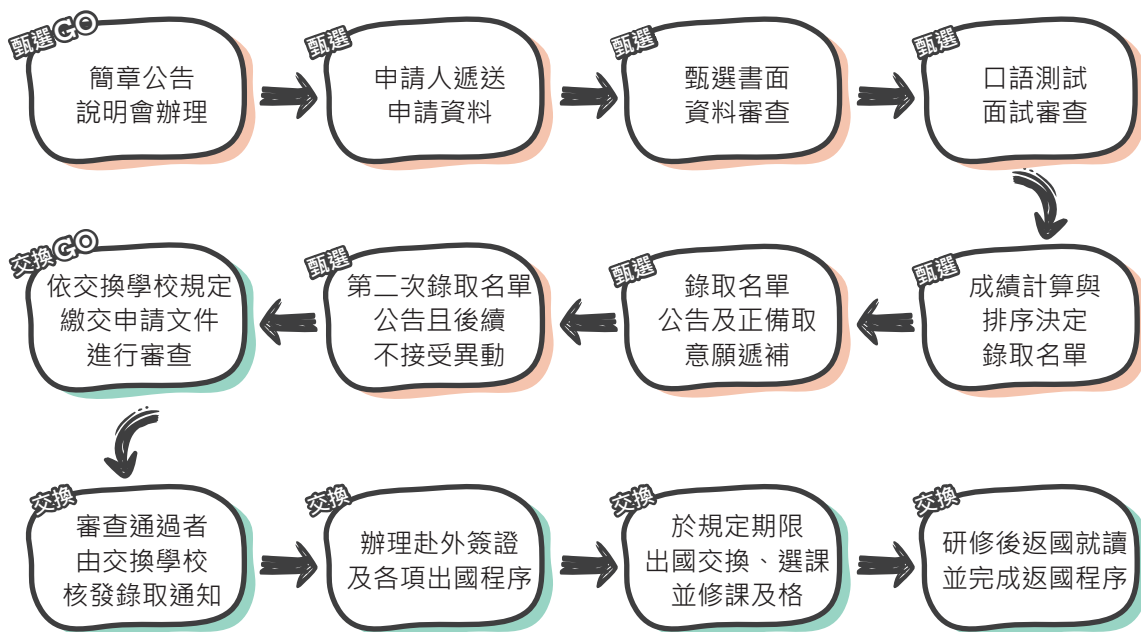 甄選GO
簡章公告
說明會辦理
甄選
申請人遞送
申請資料
甄選
甄選書面
資料審查
甄選
口語測試
面試審查
甄選
成績計算與
排序決定
錄取名單
甄選
錄取名單
公告及正備取
意願遞補
甄選
第二次錄取名單
公告且後續
不接受異動
交換GO
依交換學校規定
繳交申請文件
進行審查
交換
審查通過者
由交換學校
核發錄取通知
交換
辦理赴外簽證
及各項出國程序
交換
於規定期限
出國交換、選課
並修課及格
研修後返國就讀
並完成返國程序